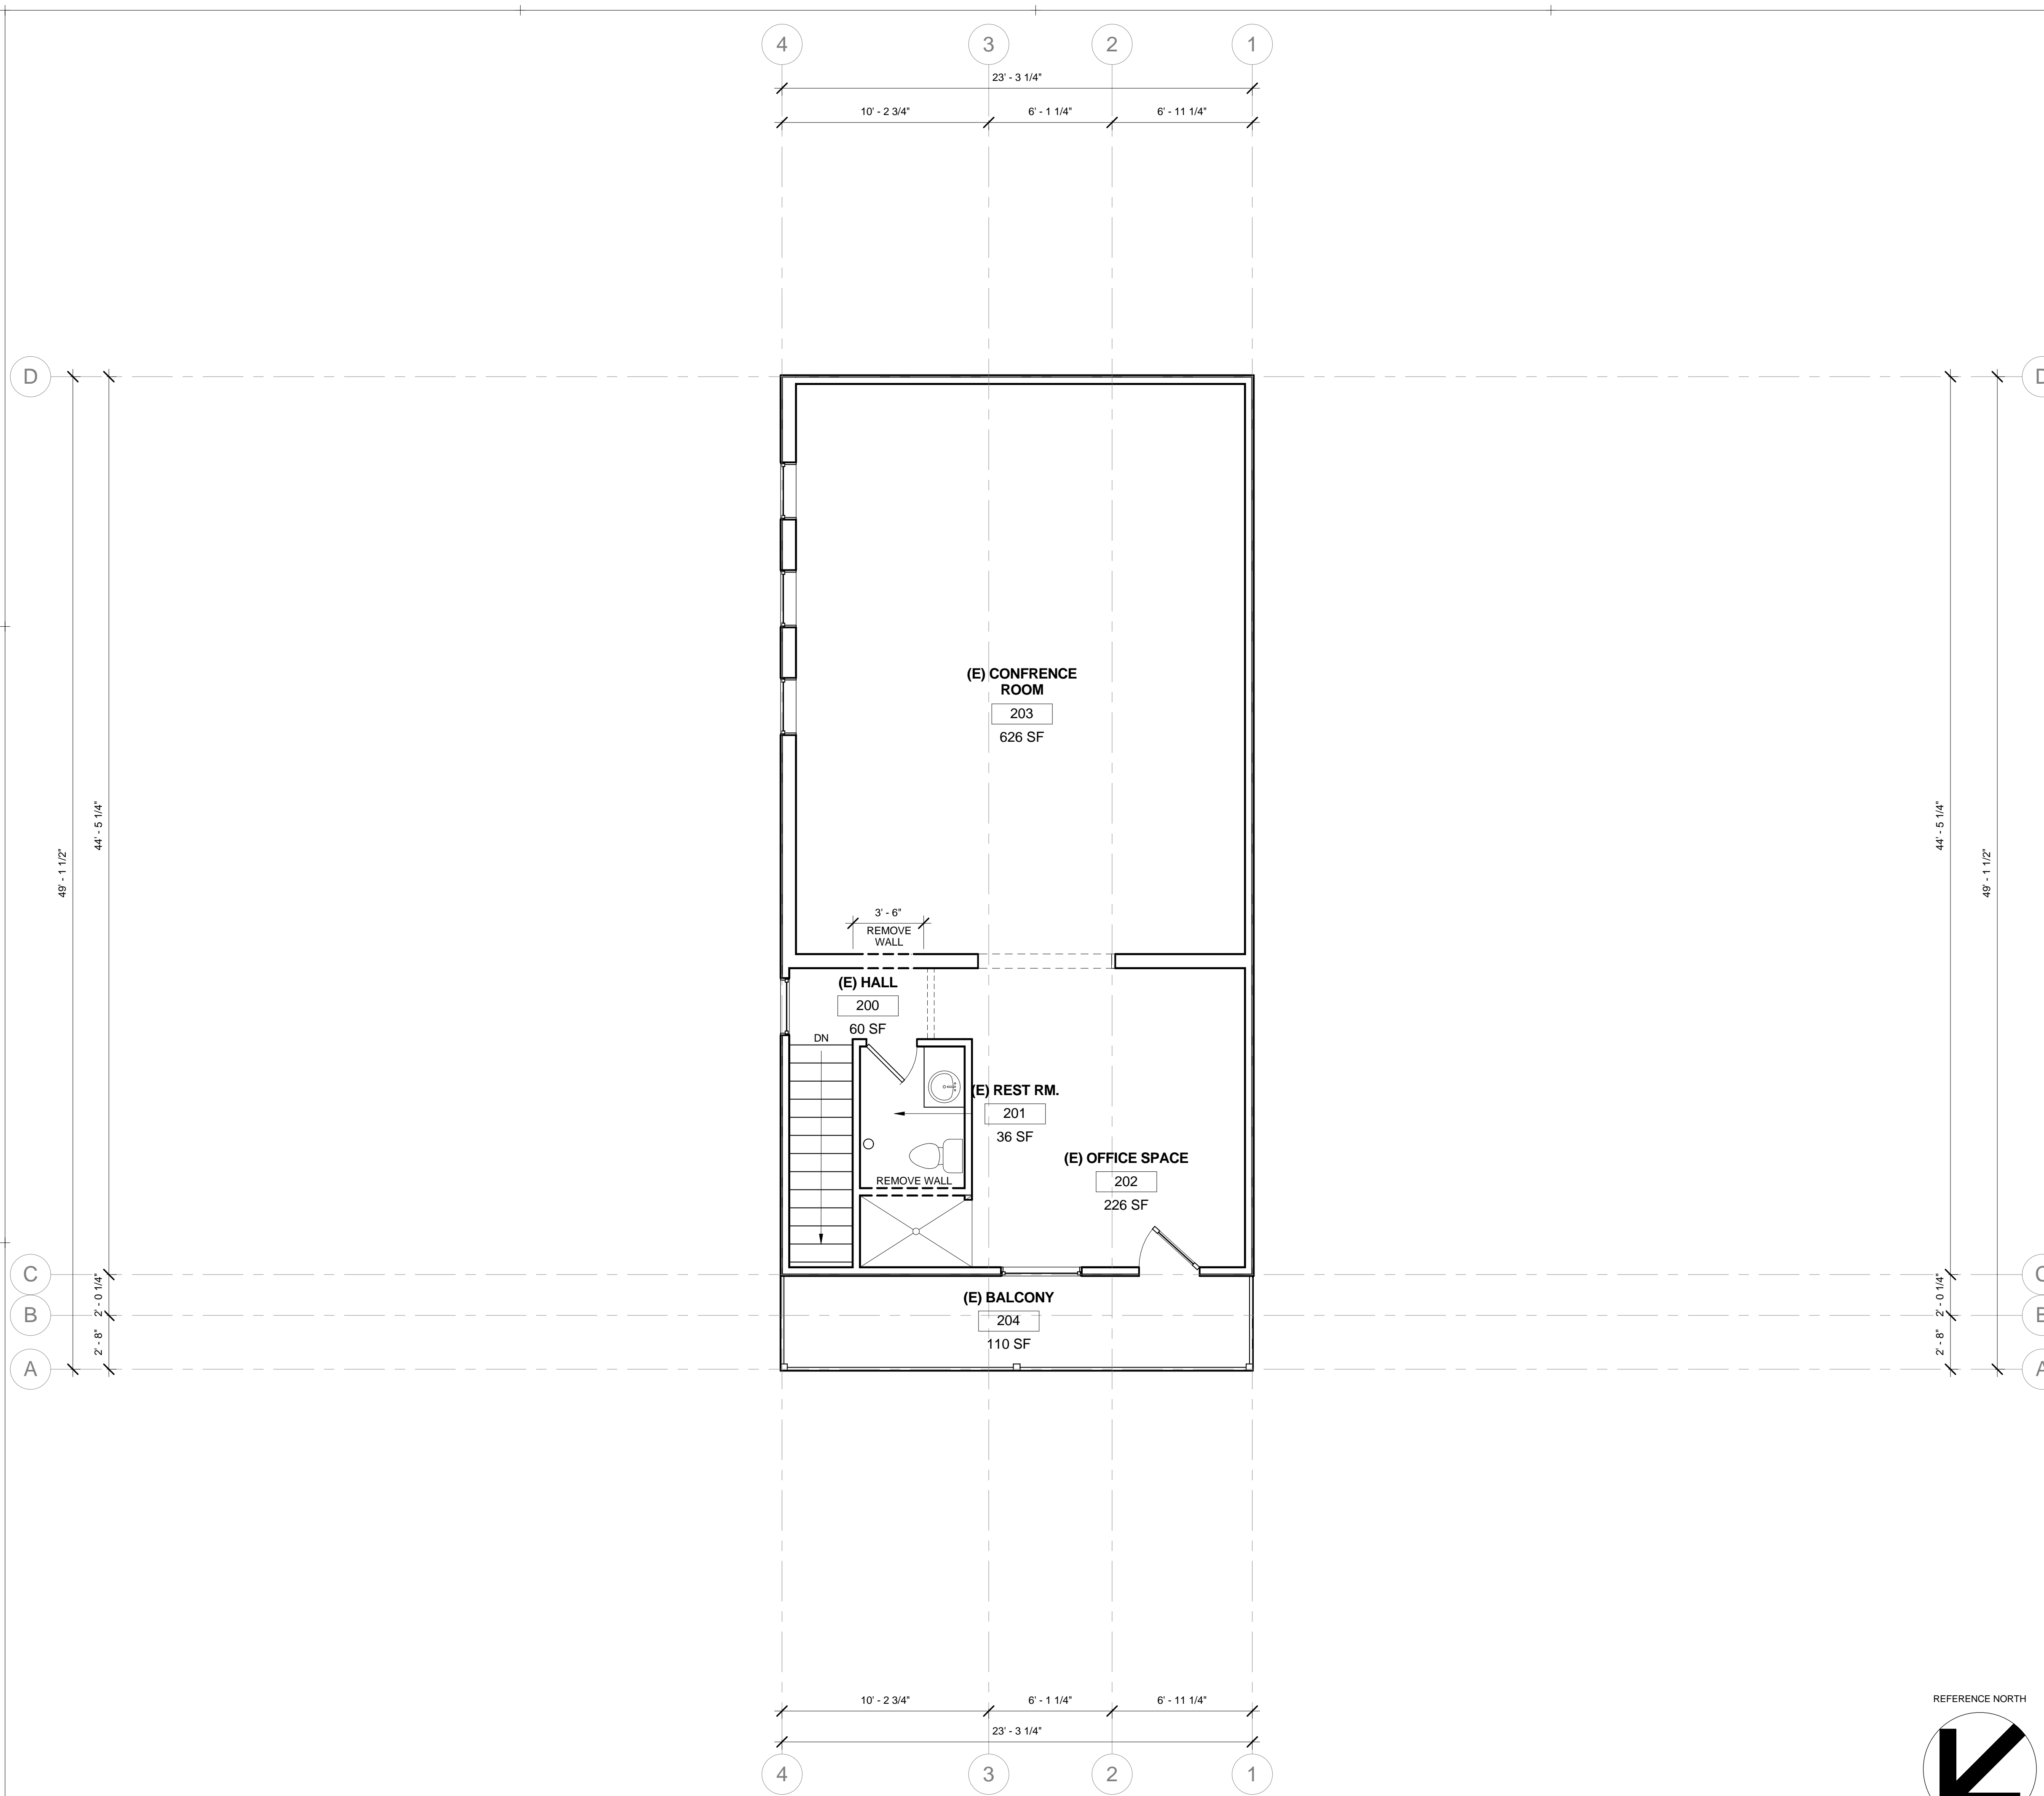 4 3 2 1
23' - 3 1/4"
10' - 2 3/4" 6' - 1 1/4" 6' - 11 1/4"
D D
49' - 1 1/2"
44' - 5 1/4"
(E) CONFRENCE
ROOM
203
626 SF
44' - 5 1/4"
49' - 1 1/2"
3' - 6"
REMOVE
WALL
(E) HALL
200
60 SF
DN
(E) REST RM.
201
36 SF
REMOVE WALL
(E) OFFICE SPACE
202
226 SF
C C
2' - 0 1/4" 2' - 0 1/4"
(E) BALCONY
204
110 SF
B B
2' - 8" 2' - 8"
A A
10' - 2 3/4" 6' - 1 1/4" 6' - 11 1/4"
23' - 3 1/4"
4 3 2 1
REFERENCE NORTH